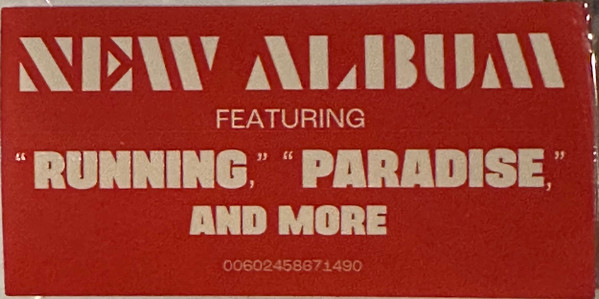 NEW ALBUM
FEATURING
“RUNNING,” “PARADISE,”
AND MORE
00602458671490